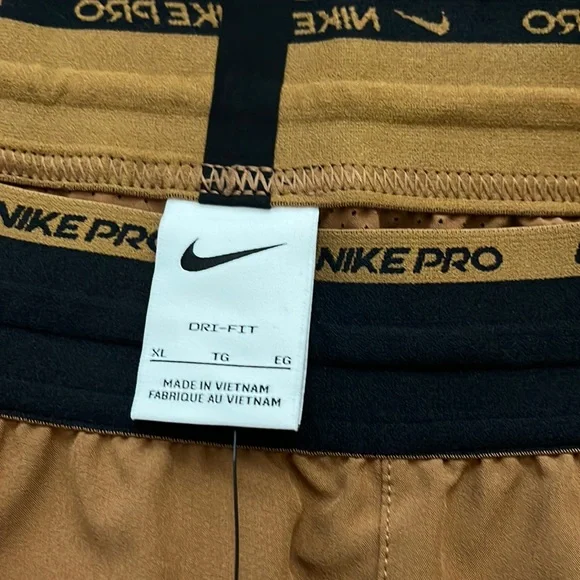 NIKE PRO
NIKE PRO
NIKE PRO
NIKE PRO
DRI-FIT
XL TG EG
MADE IN VIETNAM
FABRIQUE AU VIETNAM